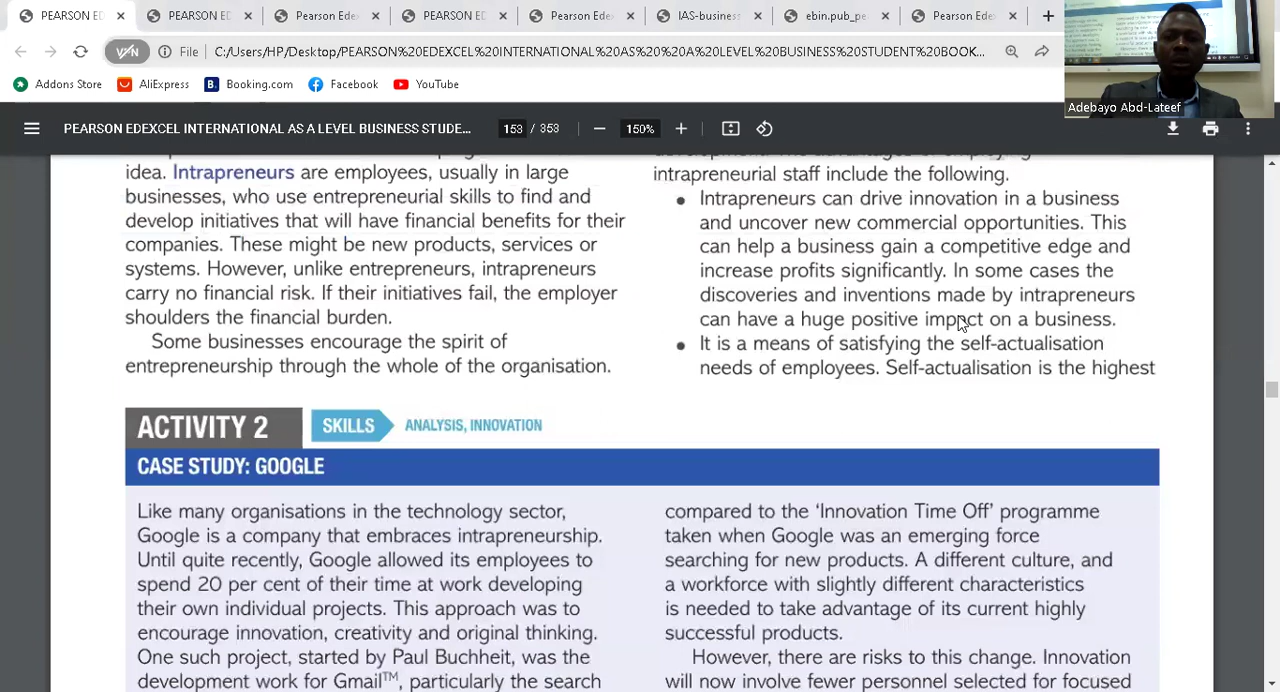 PEARSON ED
PEARSON ED
Pearson Ede
PEARSON ED
Pearson Ede
IAS-business
ebin.pub_pe
Pearson Ede
File
C:/Users/HP/Desktop/PEA
20INTERNATIONAL%20A
20LEVEL%20BUSINESS%20STUDENT%20BOOK...
Addons Store
AliExpress
Booking.com
Facebook
YouTube
Adebayo Abd-Lateef
PEARSON EDEXCEL INTERNATIONAL AS A LEVEL BUSINESS STUDE...
153 / 353
150%
idea. Intrapreneurs are employees, usually in large
businesses, who use entrepreneurial skills to find and
develop initiatives that will have financial benefits for their
companies. These might be new products, services or
systems. However, unlike entrepreneurs, intrapreneurs
carry no financial risk. If their initiatives fail, the employer
shoulders the financial burden.
Some businesses encourage the spirit of
entrepreneurship through the whole of the organisation.
intrapreneurial staff include the following.
• Intrapreneurs can drive innovation in a business
and uncover new commercial opportunities. This
can help a business gain a competitive edge and
increase profits significantly. In some cases the
discoveries and inventions made by intrapreneurs
can have a huge positive impact on a business.
• It is a means of satisfying the self-actualisation
needs of employees. Self-actualisation is the highest
ACTIVITY 2
SKILLS
ANALYSIS, INNOVATION
CASE STUDY: GOOGLE
Like many organisations in the technology sector,
Google is a company that embraces intrapreneurship.
Until quite recently, Google allowed its employees to
spend 20 per cent of their time at work developing
their own individual projects. This approach was to
encourage innovation, creativity and original thinking.
One such project, started by Paul Buchheit, was the
development work for Gmail™, particularly the search
compared to the ‘Innovation Time Off’ programme
taken when Google was an emerging force
searching for new products. A different culture, and
a workforce with slightly different characteristics
is needed to take advantage of its current highly
successful products.
However, there are risks to this change. Innovation
will now involve fewer personnel selected for focused